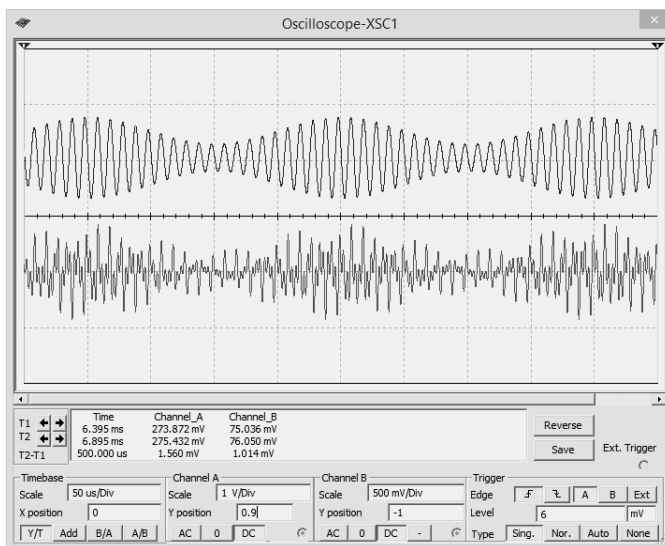 Oscilloscope-XSC1
Time Channel_A Channel_B
T1 6.395 ms 273.872 mV 75.036 mV
T2 6.895 ms 275.432 mV 76.050 mV
T2-T1 500.000 us 1.560 mV 1.014 mV
Reverse
Save
Ext. Trigger
Timebase
Scale 50 us/Div
X position 0
Y/T Add B/A A/B
Channel A
Scale 1 V/Div
Y position 0.9
AC 0 DC
Channel B
Scale 500 mV/Div
Y position -1
AC 0 DC -
Trigger
Edge A B Ext
Level 6 mV
Type Sing. Nor. Auto None